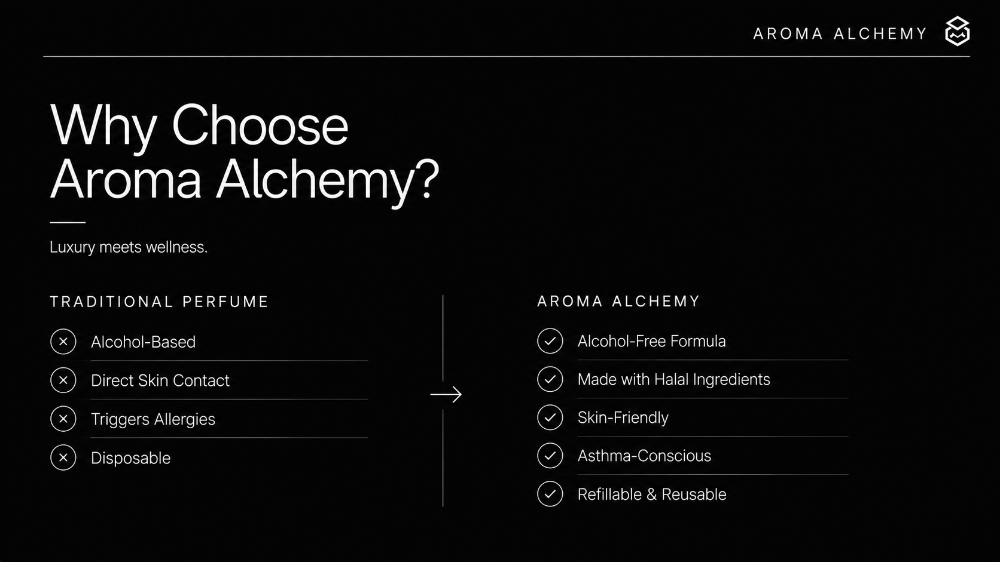 AROMA ALCHEMY
Why Choose
Aroma Alchemy?
Luxury meets wellness.
TRADITIONAL PERFUME
Alcohol-Based
Direct Skin Contact
Triggers Allergies
Disposable
AROMA ALCHEMY
Alcohol-Free Formula
Made with Halal Ingredients
Skin-Friendly
Asthma-Conscious
Refillable & Reusable